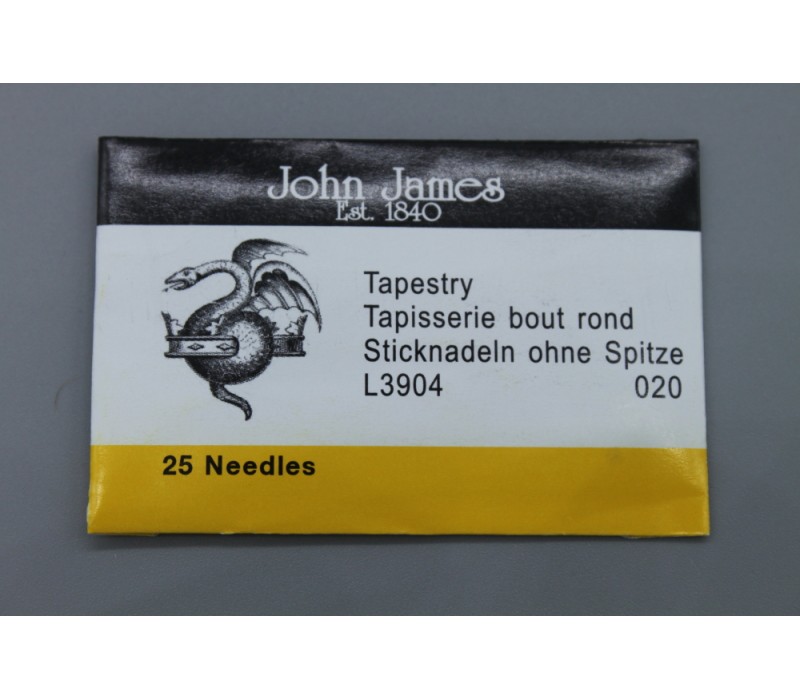 John James
Est. 1840
Tapestry
Tapisserie bout rond
Sticknadeln ohne Spitze
L3904 020
25 Needles